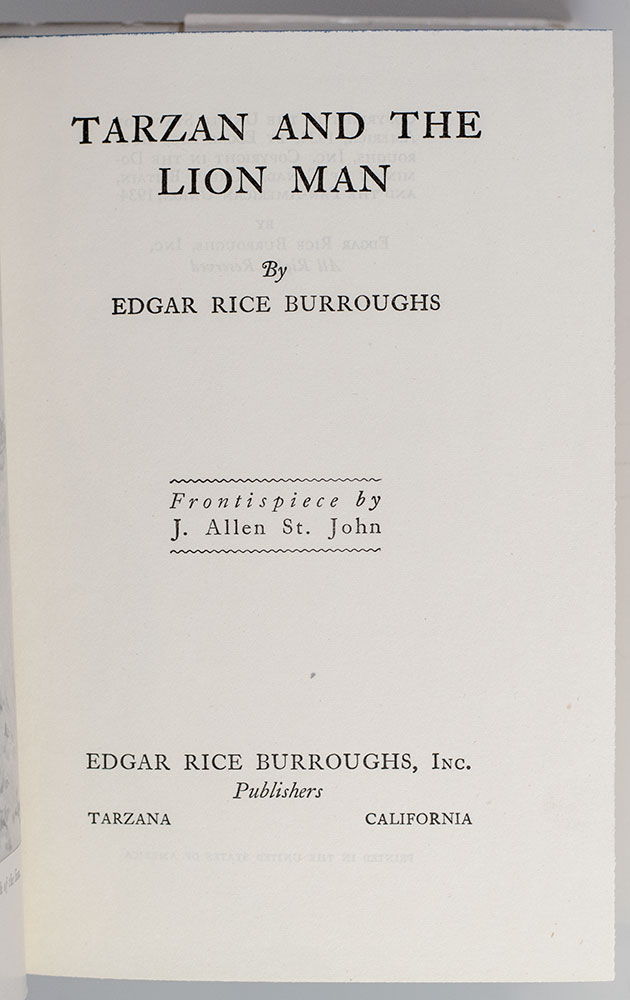 TARZAN AND THE
LION MAN
By
EDGAR RICE BURROUGHS
Frontispiece by
J. Allen St. John
EDGAR RICE BURROUGHS, INC.
Publishers
TARZANA CALIFORNIA